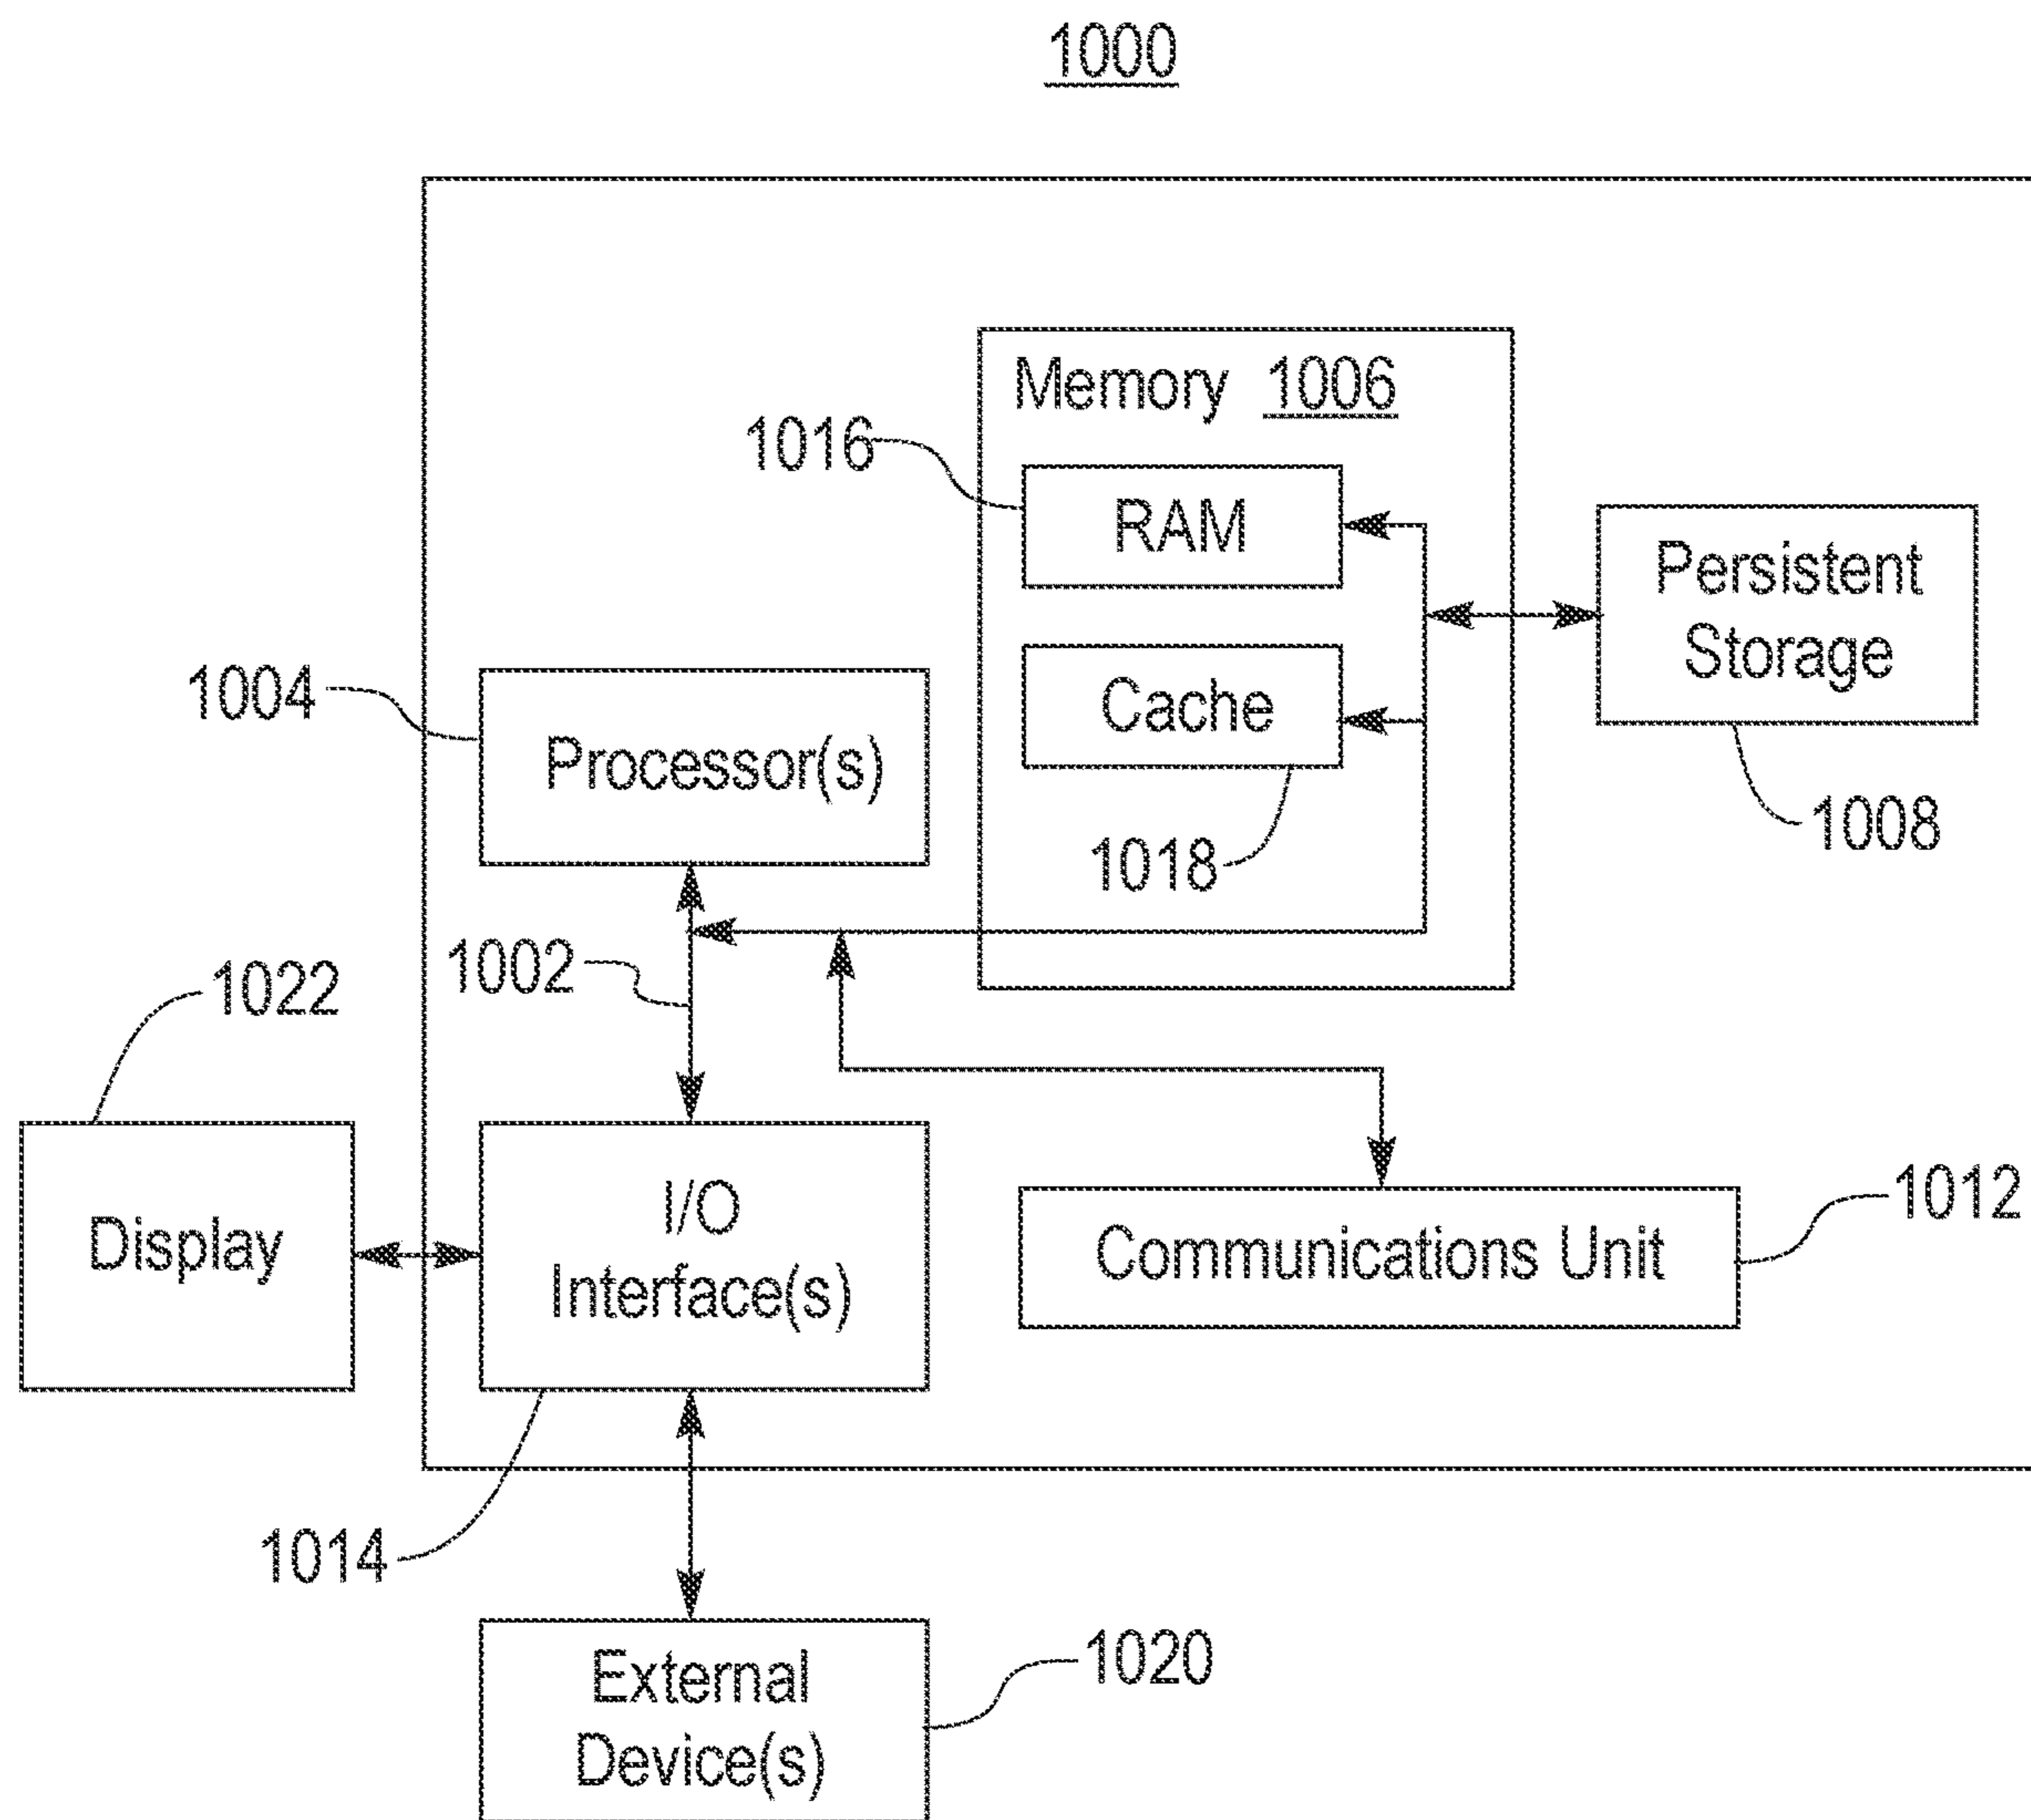 1000
Memory 1006
1016
RAM
Persistent
Storage
1004
Cache
Processor(s)
1008
1018
1002
1022
I/O
Interface(s)
Display
1012
Communications Unit
1014
External
Device(s)
1020